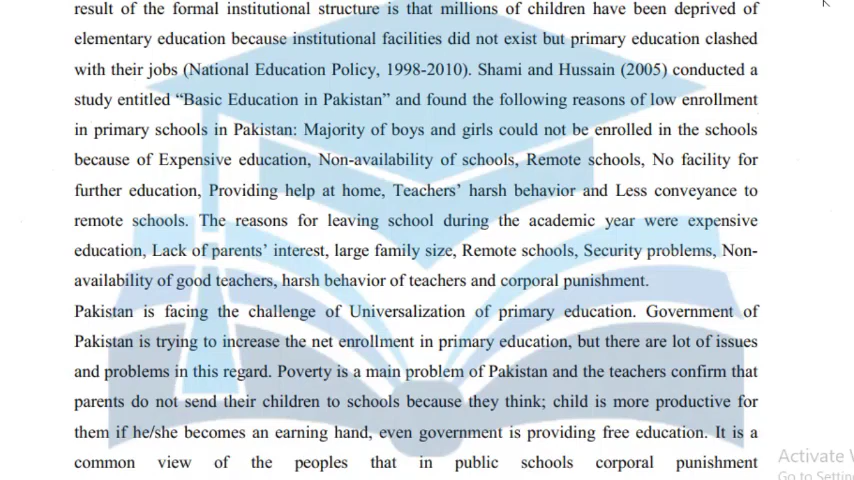 result of the formal institutional structure is that millions of children have been deprived of
elementary education because institutional facilities did not exist but primary education clashed
with their jobs (National Education Policy, 1998-2010). Shami and Hussain (2005) conducted a
study entitled “Basic Education in Pakistan” and found the following reasons of low enrollment
in primary schools in Pakistan: Majority of boys and girls could not be enrolled in the schools
because of Expensive education, Non-availability of schools, Remote schools, No facility for
further education, Providing help at home, Teachers’ harsh behavior and Less conveyance to
remote schools. The reasons for leaving school during the academic year were expensive
education, Lack of parents’ interest, large family size, Remote schools, Security problems, Non-
availability of good teachers, harsh behavior of teachers and corporal punishment.
Pakistan is facing the challenge of Universalization of primary education. Government of
Pakistan is trying to increase the net enrollment in primary education, but there are lot of issues
and problems in this regard. Poverty is a main problem of Pakistan and the teachers confirm that
parents do not send their children to schools because they think; child is more productive for
them if he/she becomes an earning hand, even government is providing free education. It is a
common view of the peoples that in public schools corporal punishment
Activate
Go to